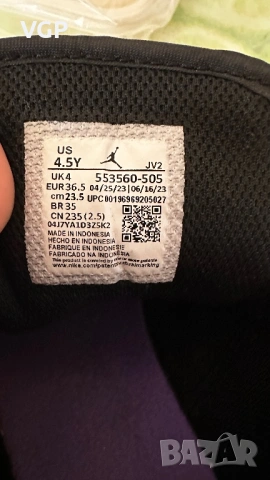 VGP
US
4.5Y
JV2
UK4 553560-505
EUR 36.5 04/25/23 | 06/16/23
cm 23.5 UPC 00196969205027
BR 35
CN 235 (2.5)
04J7YA1D3Z5K2
MADE IN INDONESIA
HECHO EN INDONESIA
FABRIQUE EN INDONESIE
FABRICADO NA INDONESIA
BAZAR